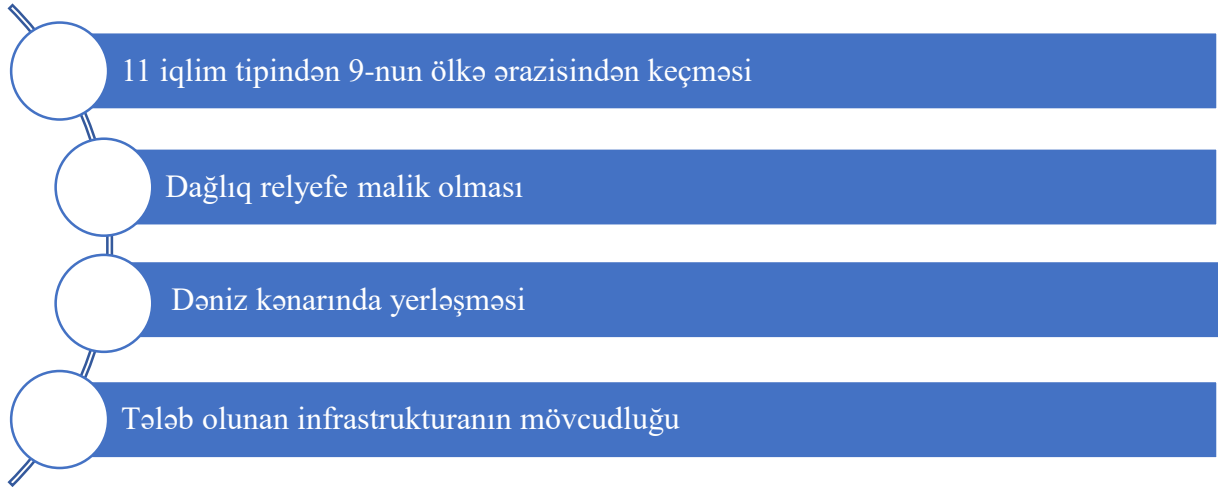 11 iqlim tipindən 9-nun ölkə ərazisindən keçməsi
Dağlıq relyefe malik olması
Dəniz kənarında yerləşməsi
Tələb olunan infrastrukturanın mövcudluğu